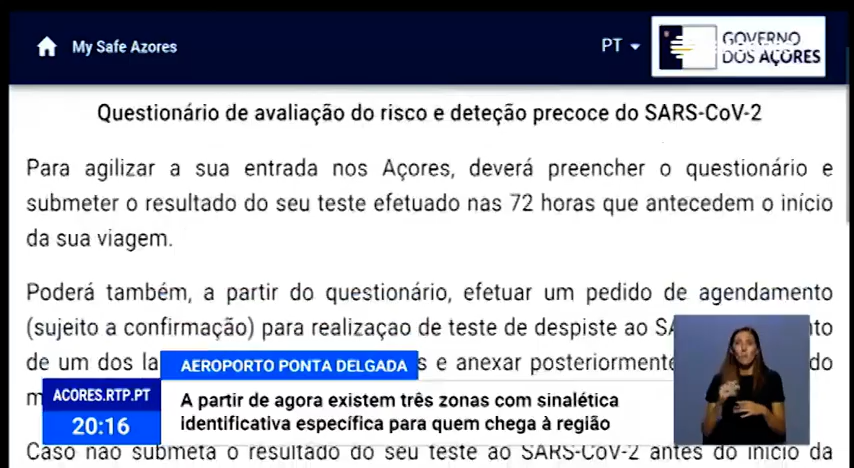 My Safe Azores
PT
GOVERNO
DOS AÇORES
Questionário de avaliação do risco e deteção precoce do SARS-CoV-2
Para agilizar a sua entrada nos Açores, deverá preencher o questionário e
submeter o resultado do seu teste efetuado nas 72 horas que antecedem o início
da sua viagem.
Poderá também, a partir do questionário, efetuar um pedido de agendamento
(sujeito a confirmação) para realizaçao de teste de despiste ao
de um dos
e anexar posteriormente
AEROPORTO PONTA DELGADA
ACORES.RTP.PT
20:16
A partir de agora existem três zonas com sinalética
identificativa específica para quem chega à região
Caso não submeta o resultado do seu teste ao SARS-CoV-2 antes do início da